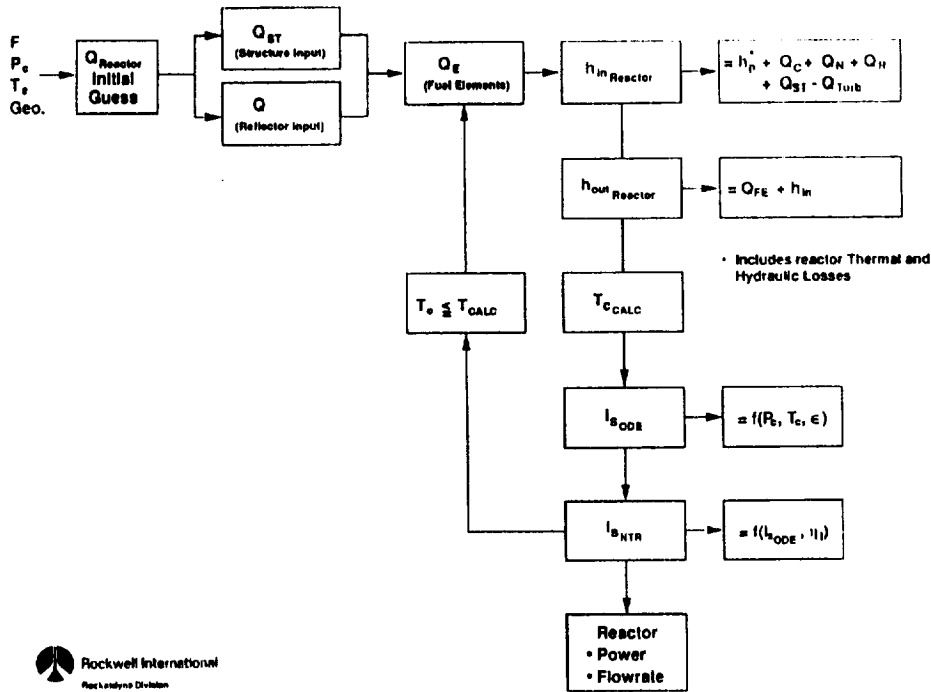 F
Pc
Tc
Geo.
QReactor
Initial
Guess
QST
(Structure Input)
Q
(Reflector Input)
QE
(Fuel Elements)
hinReactor
= hp* + QC + QN + QR
+ QST - QTurb
houtReactor
= QFE + hin
* Includes reactor Thermal and
Hydraulic Losses
Tc ≦ TCALC
TCCALC
IsODE
= f(Pc, Tc, ϵ)
IsNTR
= f(IsODE, ηI)
Reactor
• Power
• Flowrate
Rockwell International
Rocketdyne Division